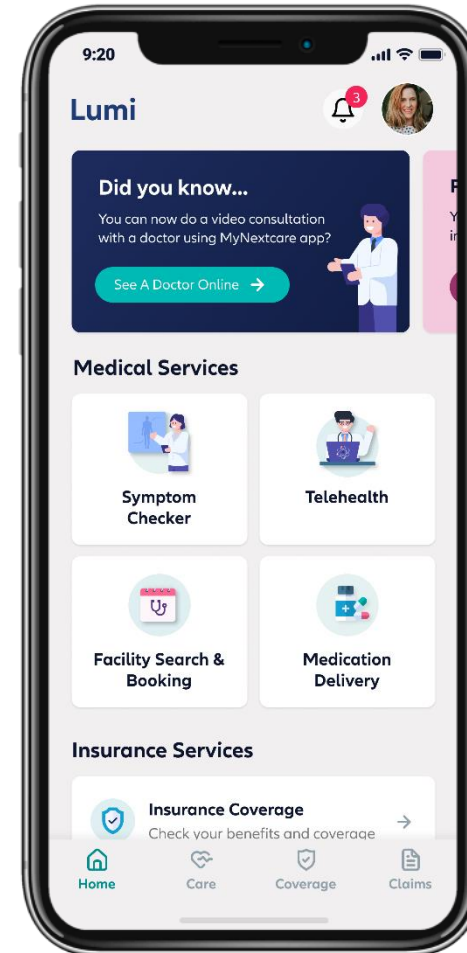 9:20
Lumi
3
Did you know...
You can now do a video consultation
with a doctor using MyNextcare app?
See A Doctor Online
Medical Services
Symptom
Checker
Telehealth
Facility Search &
Booking
Medication
Delivery
Insurance Services
Insurance Coverage
Check your benefits and coverage
Home
Care
Coverage
Claims